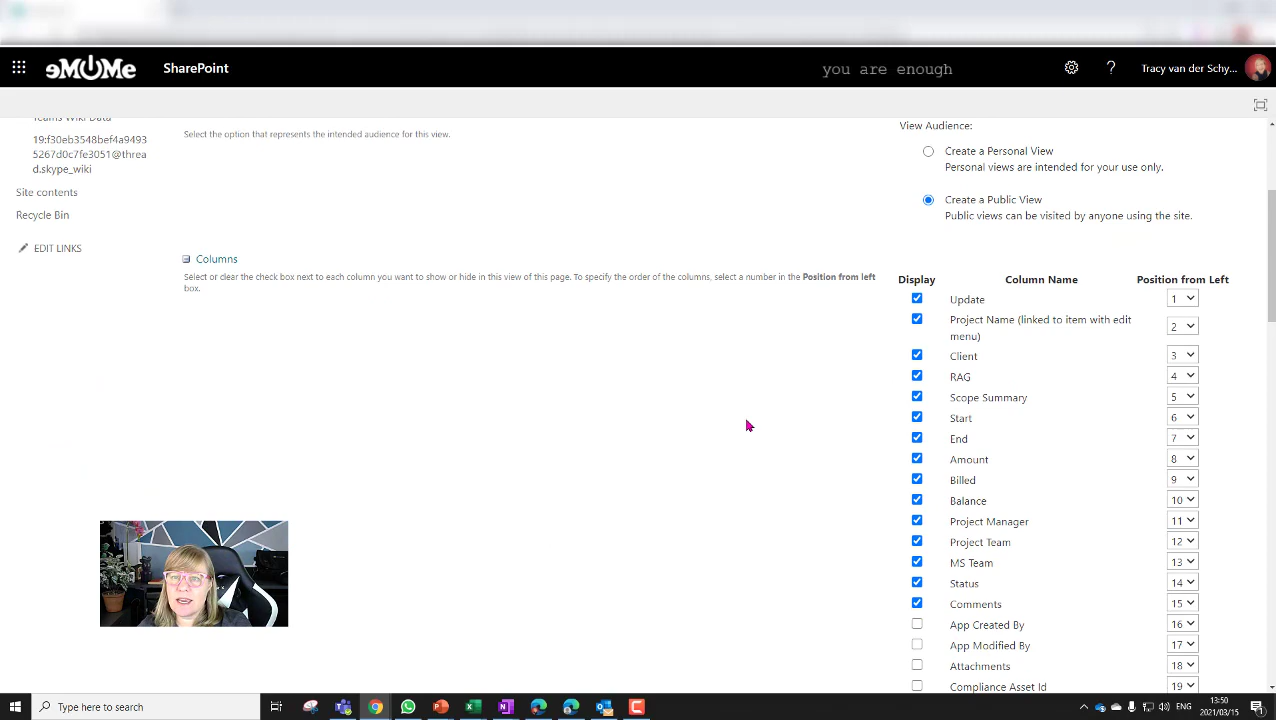 eMUMe
SharePoint
you are enough
?
Tracy van der Schy...
Teams Wiki Data
19:f30eb3548bef4a9493
5267d0c7fe3051@threa
d.skype_wiki
Site contents
Recycle Bin
EDIT LINKS
Select the option that represents the intended audience for this view.
View Audience:
Create a Personal View
Personal views are intended for your use only.
Create a Public View
Public views can be visited by anyone using the site.
Columns
Select or clear the check box next to each column you want to show or hide in this view of this page. To specify the order of the columns, select a number in the Position from left
box.
Display Column Name Position from Left
Update 1
Project Name (linked to item with edit
menu) 2
Client 3
RAG 4
Scope Summary 5
Start 6
End 7
Amount 8
Billed 9
Balance 10
Project Manager 11
Project Team 12
MS Team 13
Status 14
Comments 15
App Created By 16
App Modified By 17
Attachments 18
Compliance Asset Id 19
Type here to search
ENG
13:50
2021/03/15